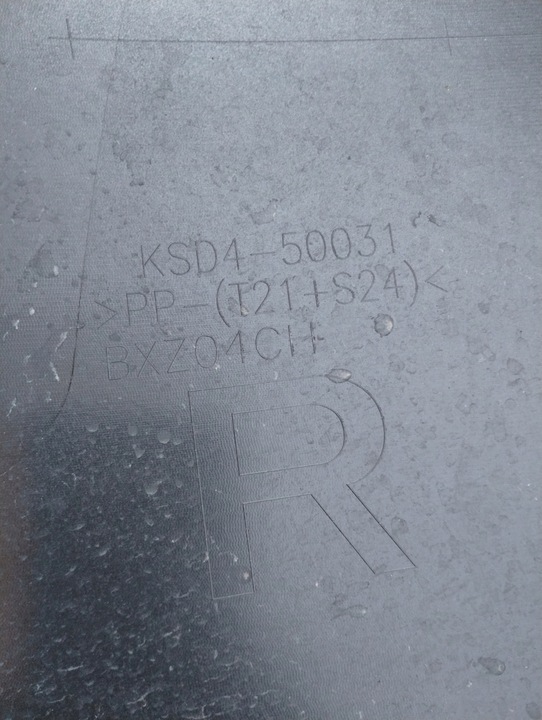 KSD4-50031
>PP-(T21+S24)<
BXZ04CH
R